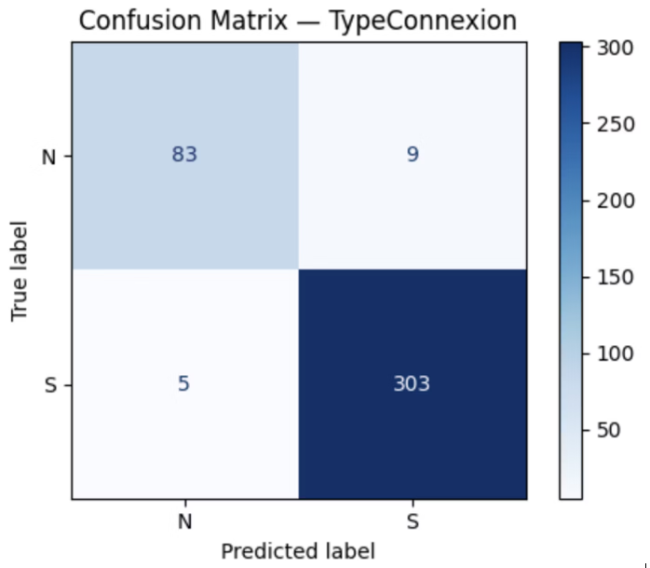 Confusion Matrix — TypeConnexion
N 83 9
S 5 303
N S
Predicted label
True label
300
250
200
150
100
50